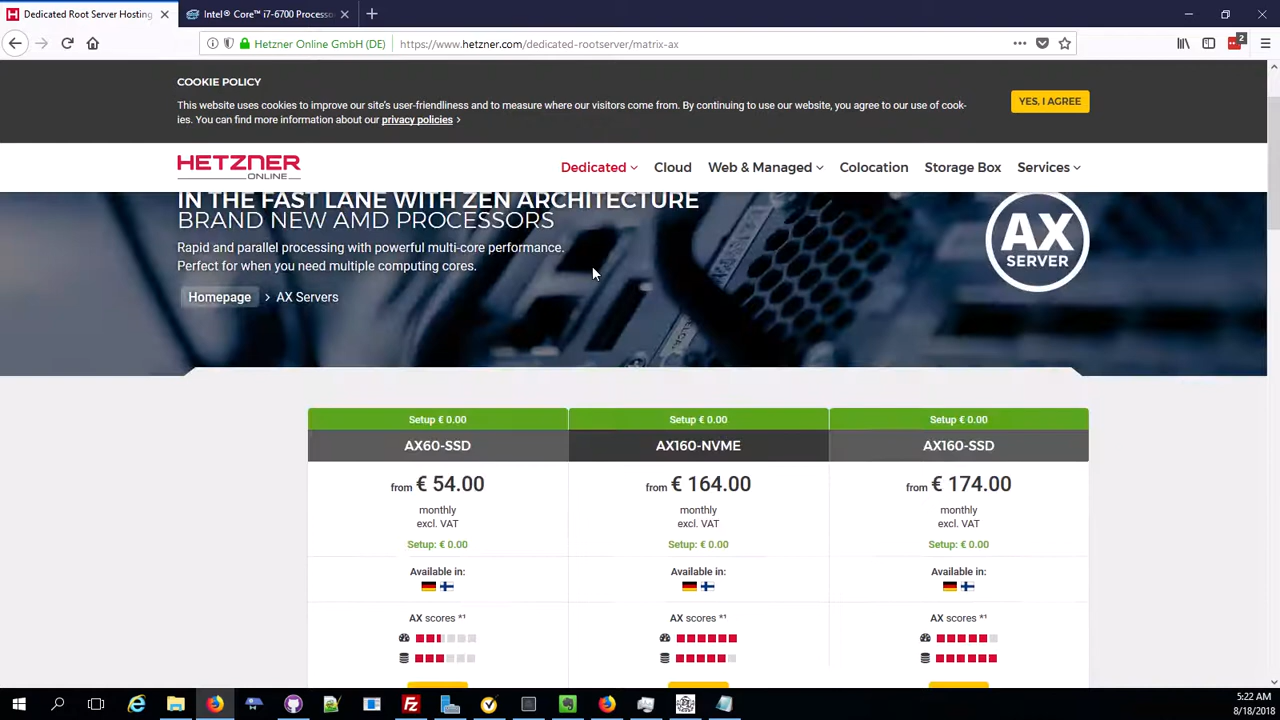 Dedicated Root Server Hosting
Intel® Core™ i7-6700 Processo
Hetzner Online GmbH (DE)
https://www.hetzner.com/dedicated-rootserver/matrix-ax
2
COOKIE POLICY
This website uses cookies to improve our site's user-friendliness and to measure where our visitors come from. By continuing to use our website, you agree to our use of cook-
ies. You can find more information about our privacy policies >
YES, I AGREE
HETZNER
ONLINE
Dedicated
Cloud
Web & Managed
Colocation
Storage Box
Services
IN THE FAST LANE WITH ZEN ARCHITECTURE
BRAND NEW AMD PROCESSORS
Rapid and parallel processing with powerful multi-core performance.
Perfect for when you need multiple computing cores.
AX
SERVER
Homepage > AX Servers
Setup € 0.00
AX60-SSD
from € 54.00
monthly
excl. VAT
Setup: € 0.00
Available in:
AX scores *¹
Setup € 0.00
AX160-NVME
from € 164.00
monthly
excl. VAT
Setup: € 0.00
Available in:
AX scores *¹
Setup € 0.00
AX160-SSD
from € 174.00
monthly
excl. VAT
Setup: € 0.00
Available in:
AX scores *¹
5:22 AM
8/18/2018